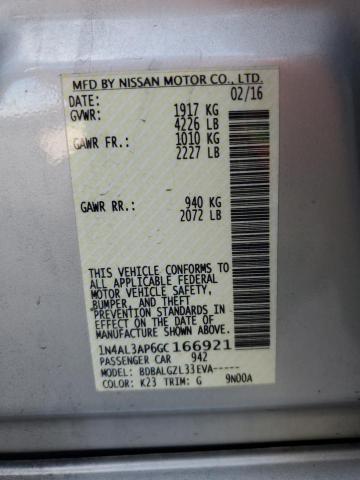 MFD BY NISSAN MOTOR CO., LTD.
DATE: 02/16
GVWR: 1917 KG
4226 LB
GAWR FR.: 1010 KG
2227 LB
GAWR RR.: 940 KG
2072 LB
THIS VEHICLE CONFORMS TO
ALL APPLICABLE FEDERAL
MOTOR VEHICLE SAFETY,
BUMPER, AND THEFT
PREVENTION STANDARDS
IN EFFECT ON THE DATE OF
MANUFACTURE SHOWN ABOVE.
1N4AL3AP6GC166921
PASSENGER CAR 942
MODEL: BDBALGZL33EVA-----
COLOR: K23 TRIM: G 9N00A